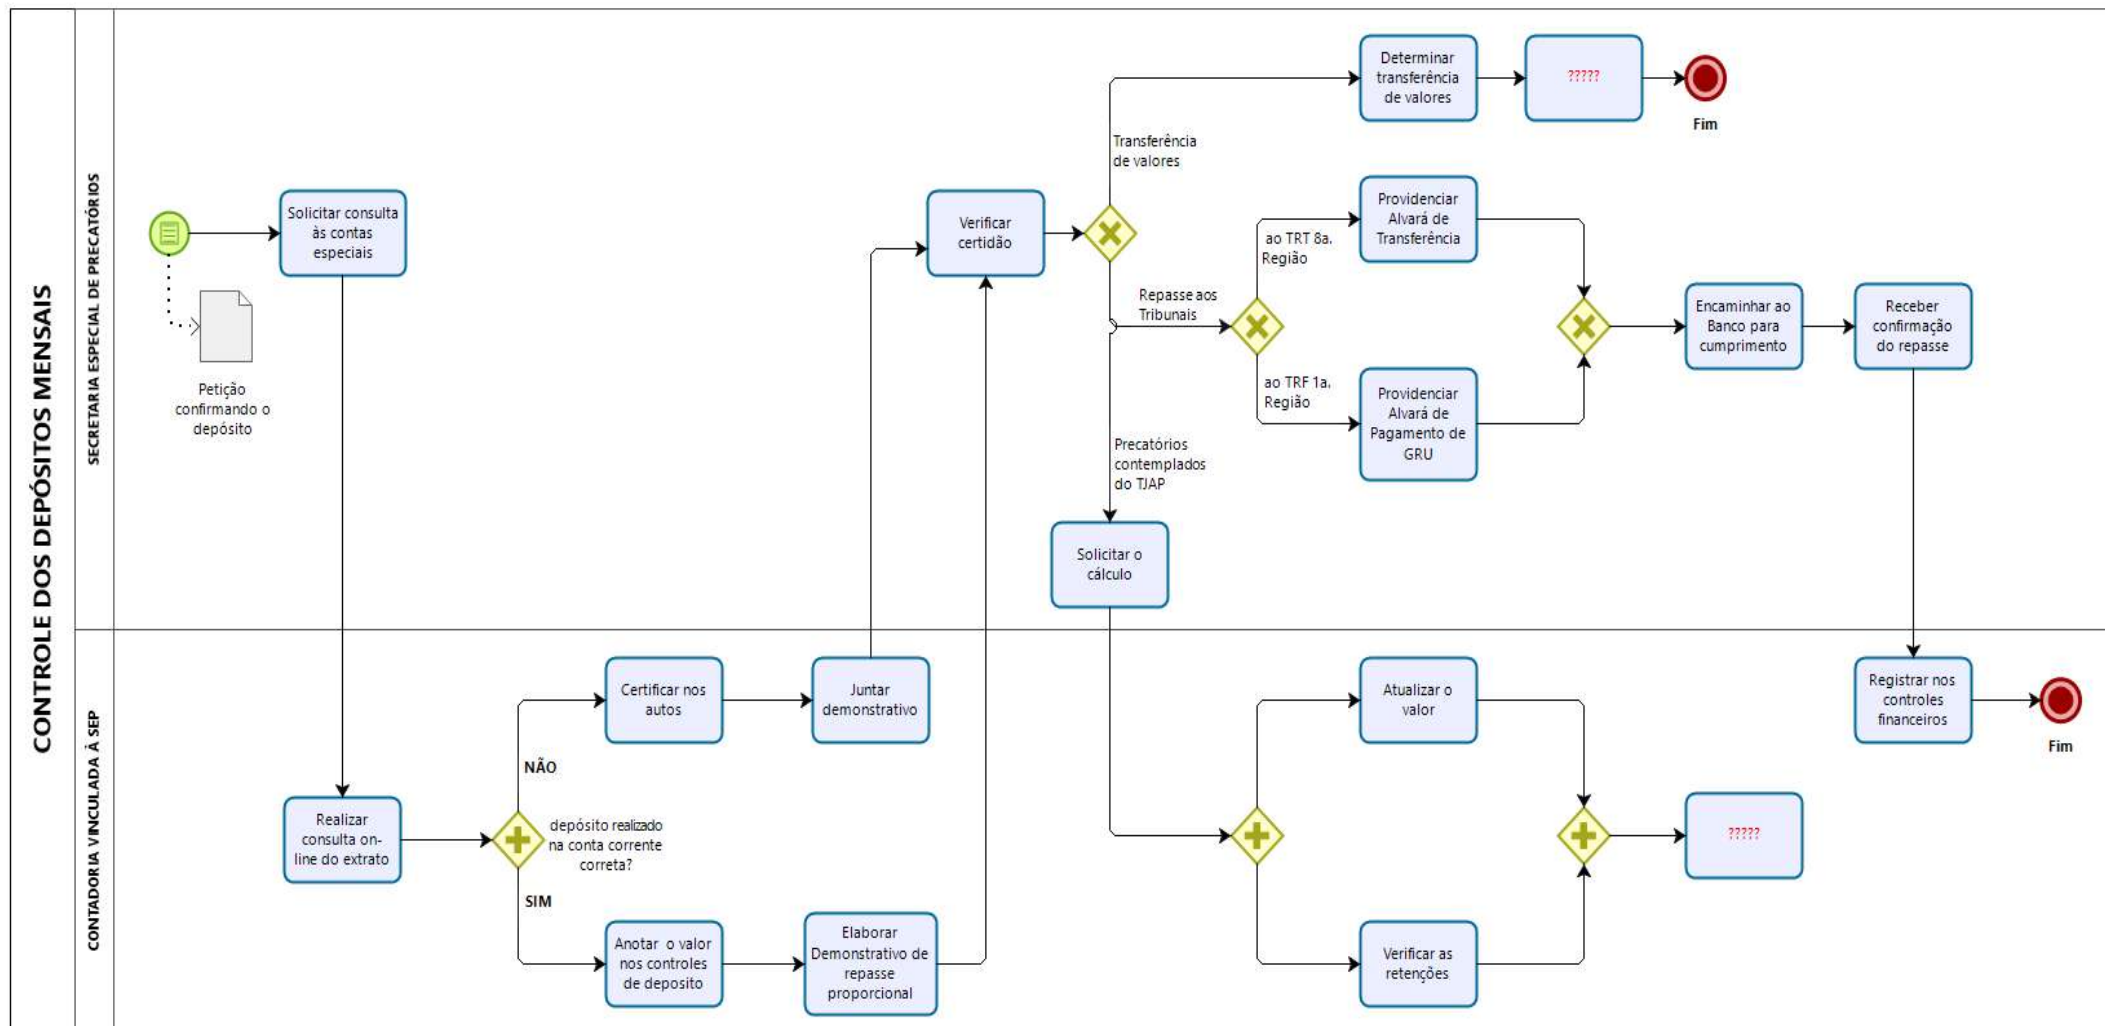 CONTROLE DOS DEPÓSITOS MENSAIS
SECRETARIA ESPECIAL DE PRECATÓRIOS
Solicitar consulta
às contas
especiais
Petição
confirmando o
depósito
Verificar
certidão
Transferência
de valores
Determinar
transferência
de valores
?????
Fim
Repasse aos
Tribunais
ao TRT 8a.
Região
Providenciar
Alvará de
Transferência
ao TRF 1a.
Região
Providenciar
Alvará de
Pagamento de
GRU
Encaminhar ao
Banco para
cumprimento
Receber
confirmação
do repasse
Precatórios
contemplados
do TJAP
Solicitar o
cálculo
CONTADORIA VINCULADA À SEP
Realizar
consulta on-
line do extrato
depósito realizado
na conta corrente
correta?
NÃO
Certificar nos
autos
Juntar
demonstrativo
SIM
Anotar o valor
nos controles
de deposito
Elaborar
Demonstrativo de
repasse
proporcional
Atualizar o
valor
Verificar as
retenções
?????
Registrar nos
controles
financeiros
Fim